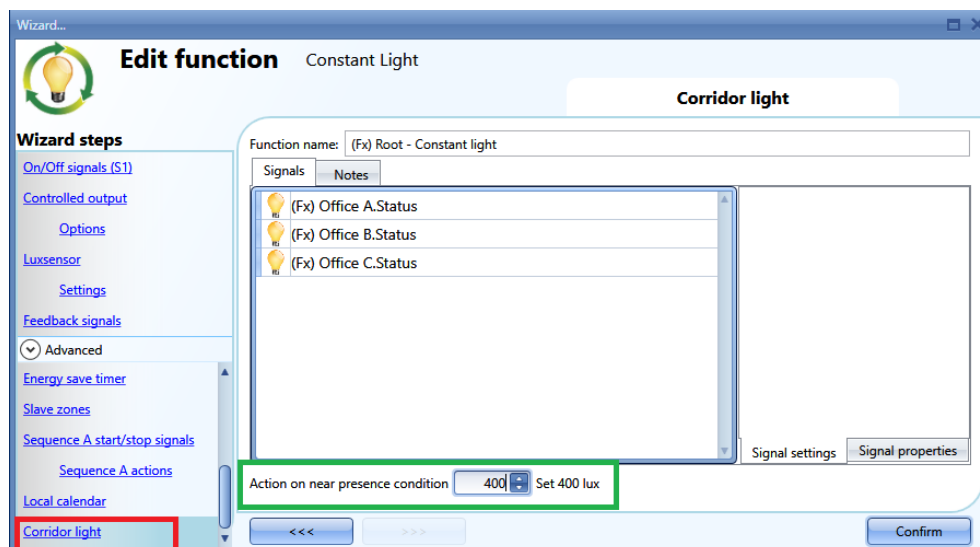 Wizard...
Edit function Constant Light
Corridor light
Wizard steps
On/Off signals (S1)
Controlled output
Options
Luxsensor
Settings
Feedback signals
Advanced
Energy save timer
Slave zones
Sequence A start/stop signals
Sequence A actions
Local calendar
Corridor light
Function name: (Fx) Root - Constant light
Signals Notes
(Fx) Office A.Status
(Fx) Office B.Status
(Fx) Office C.Status
Signal settings Signal properties
Action on near presence condition 400 Set 400 lux
<<< >>> Confirm